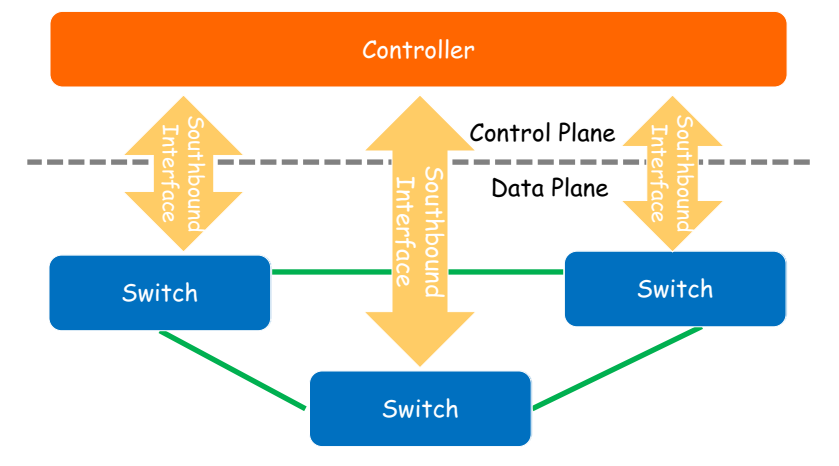 Controller
Southbound
Interface
Southbound
Interface
Southbound
Interface
Control Plane
Data Plane
Switch
Switch
Switch